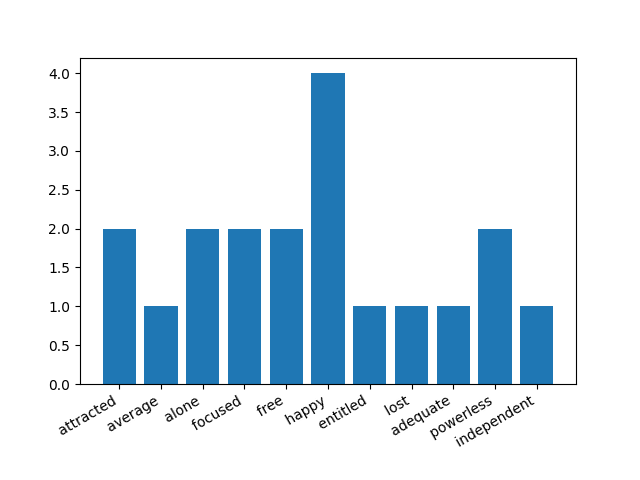 4.0
3.5
3.0
2.5
2.0
1.5
1.0
0.5
0.0
attracted
average
alone
focused
free
happy
entitled
lost
adequate
powerless
independent